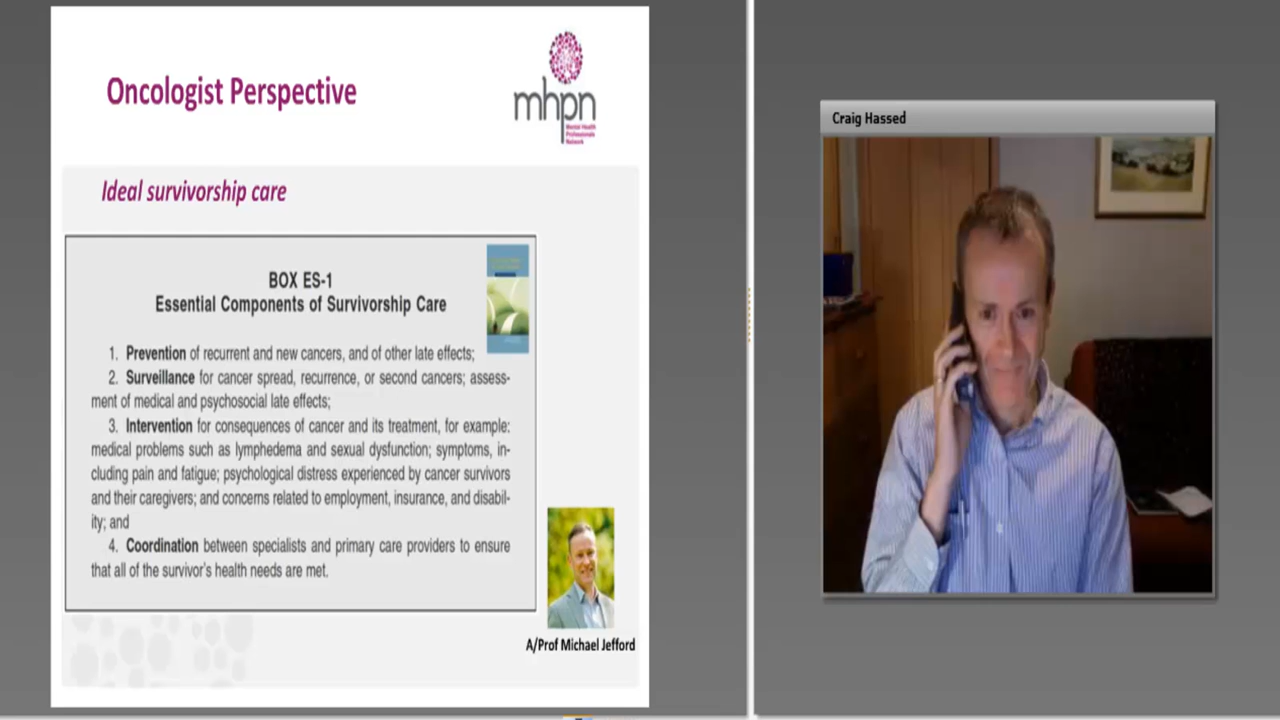 Oncologist Perspective
mhpn
Mental Health
Professionals
Network
Ideal survivorship care
BOX ES-1
Essential Components of Survivorship Care
1. Prevention of recurrent and new cancers, and of other late effects;
2. Surveillance for cancer spread, recurrence, or second cancers; assess-
ment of medical and psychosocial late effects;
3. Intervention for consequences of cancer and its treatment, for example:
medical problems such as lymphedema and sexual dysfunction; symptoms, in-
cluding pain and fatigue; psychological distress experienced by cancer survivors
and their caregivers; and concerns related to employment, insurance, and disabil-
ity; and
4. Coordination between specialists and primary care providers to ensure
that all of the survivor's health needs are met.
A/Prof Michael Jefford
Craig Hassed